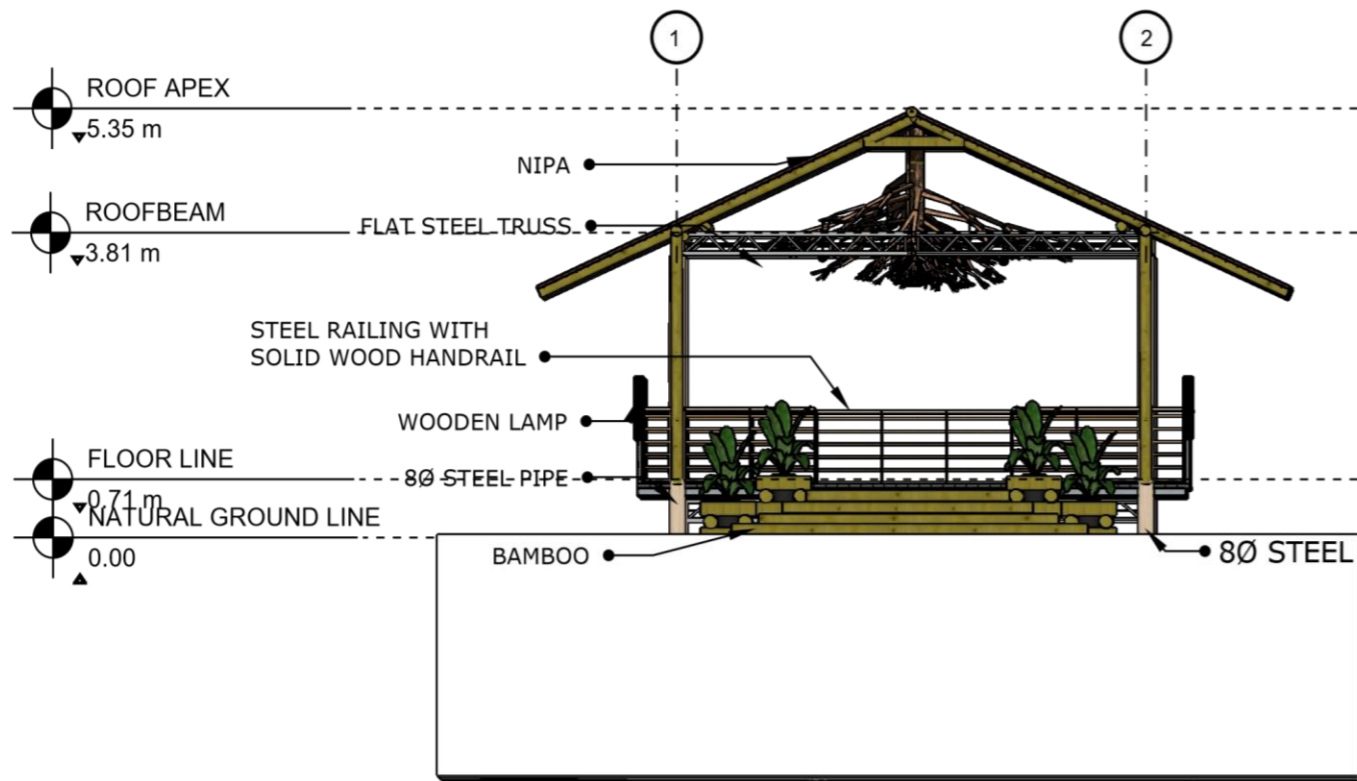 1
2
ROOF APEX
5.35 m
NIPA
ROOFBEAM
FLAT STEEL TRUSS
3.81 m
STEEL RAILING WITH
SOLID WOOD HANDRAIL
WOODEN LAMP
FLOOR LINE
8Ø STEEL PIPE
0.71 m
NATURAL GROUND LINE
0.00
BAMBOO
8Ø STEEL